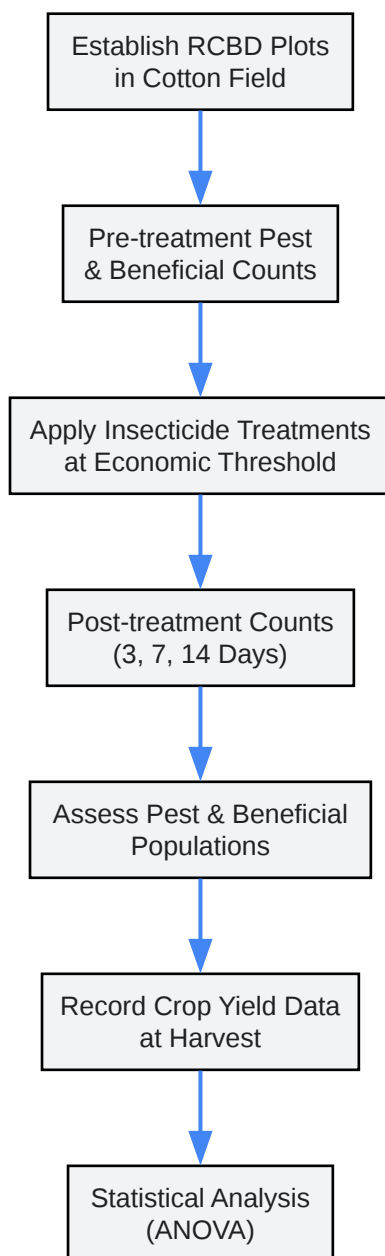 Establish RCBD Plots
in Cotton Field
Pre-treatment Pest
& Beneficial Counts
Apply Insecticide Treatments
at Economic Threshold
Post-treatment Counts
(3, 7, 14 Days)
Assess Pest & Beneficial
Populations
Record Crop Yield Data
at Harvest
Statistical Analysis
(ANOVA)